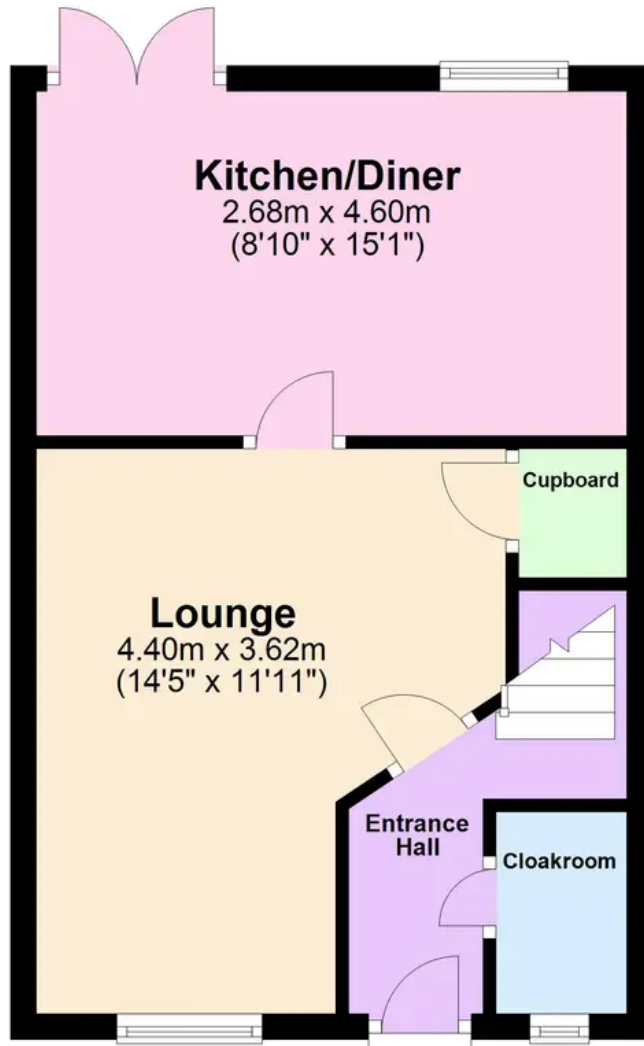 Kitchen/Diner
2.68m x 4.60m
(8'10" x 15'1")
Cupboard
Lounge
4.40m x 3.62m
(14'5" x 11'11")
Entrance
Hall
Cloakroom